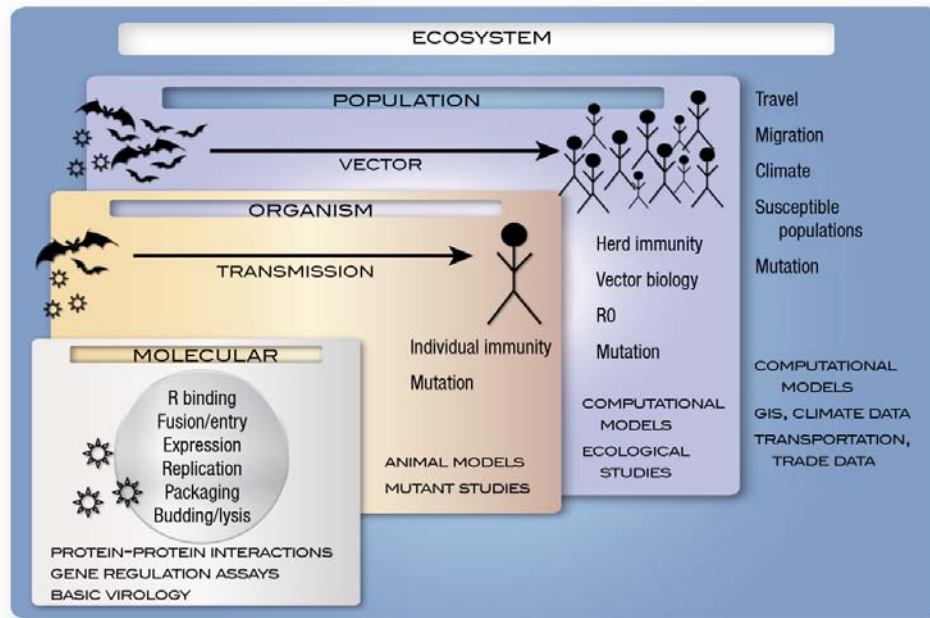 ECOSYSTEM
POPULATION
VECTOR
Travel
Migration
Climate
Susceptible
populations
Mutation
ORGANISM
TRANSMISSION
Herd immunity
Vector biology
R0
Mutation
Individual immunity
Mutation
MOLECULAR
R binding
Fusion/entry
Expression
Replication
Packaging
Budding/lysis
PROTEIN-PROTEIN INTERACTIONS
GENE REGULATION ASSAYS
BASIC VIROLOGY
ANIMAL MODELS
MUTANT STUDIES
COMPUTATIONAL
MODELS
ECOLOGICAL
STUDIES
COMPUTATIONAL
MODELS
GIS, CLIMATE DATA
TRANSPORTATION,
TRADE DATA